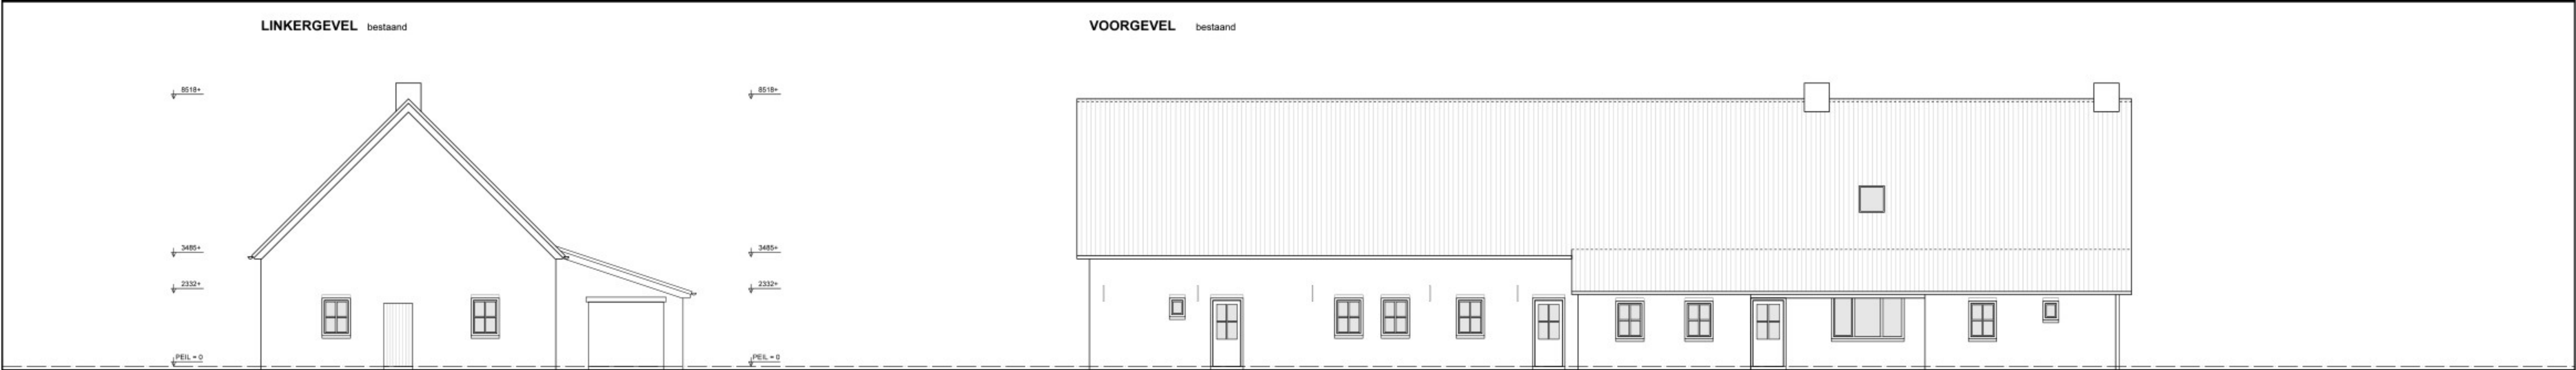 LINKERGEVEL bestaand
VOORGEVEL bestaand
8518+
8518+
3485+
3485+
2332+
2332+
PEIL = 0
PEIL = 0